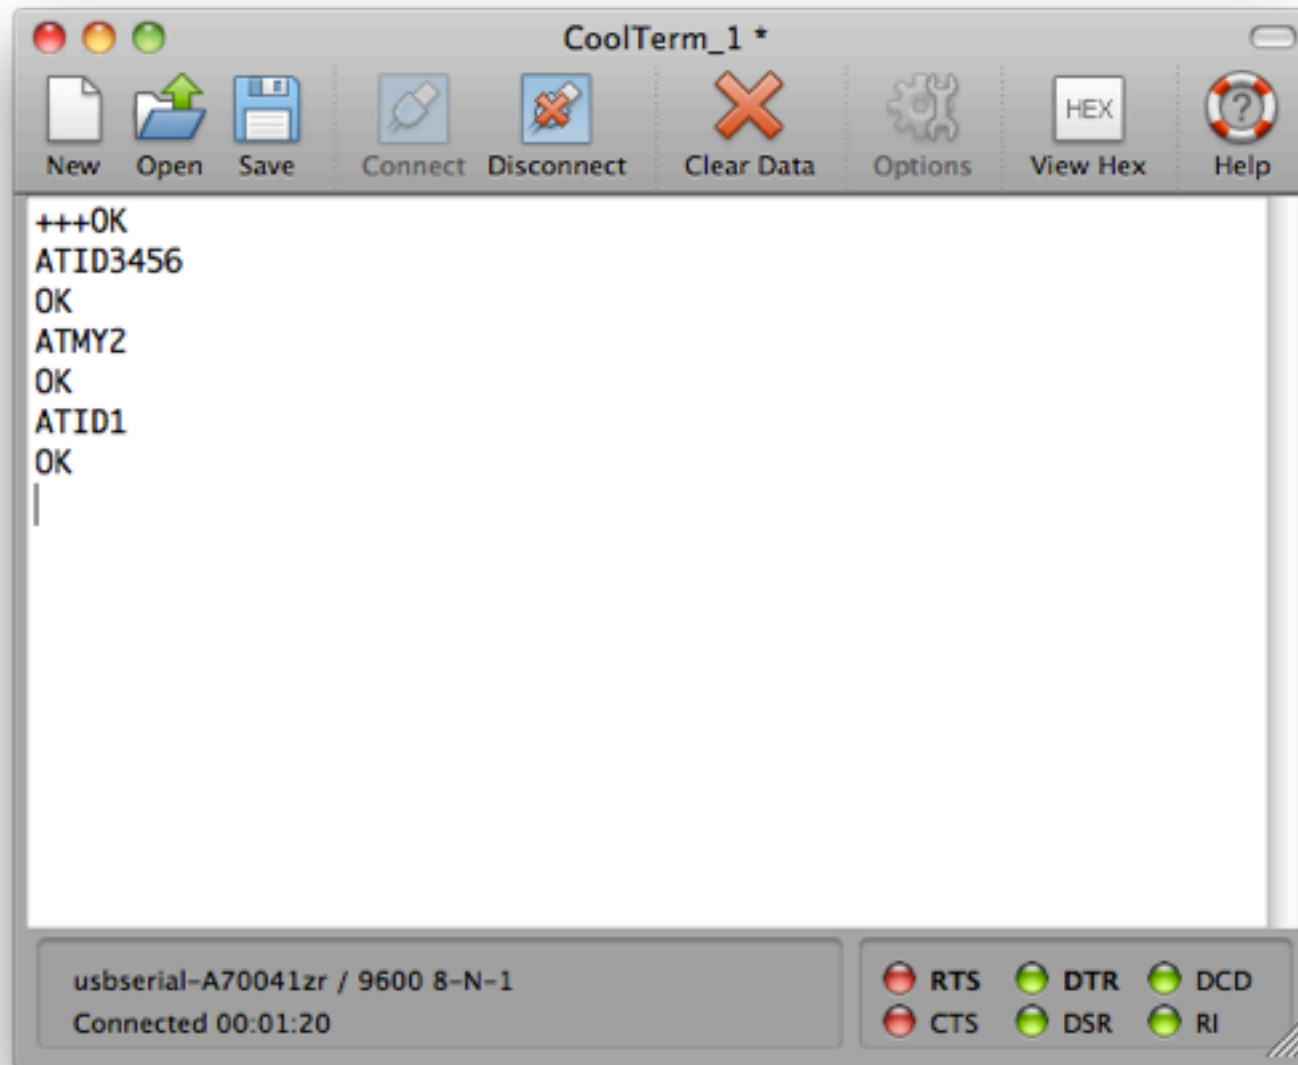 CoolTerm_1 *
New Open Save Connect Disconnect Clear Data Options HEX View Hex ? Help
+++OK
ATID3456
OK
ATMY2
OK
ATID1
OK
usbserial-A70041zr / 9600 8-N-1
Connected 00:01:20
RTS DTR DCD
CTS DSR RI